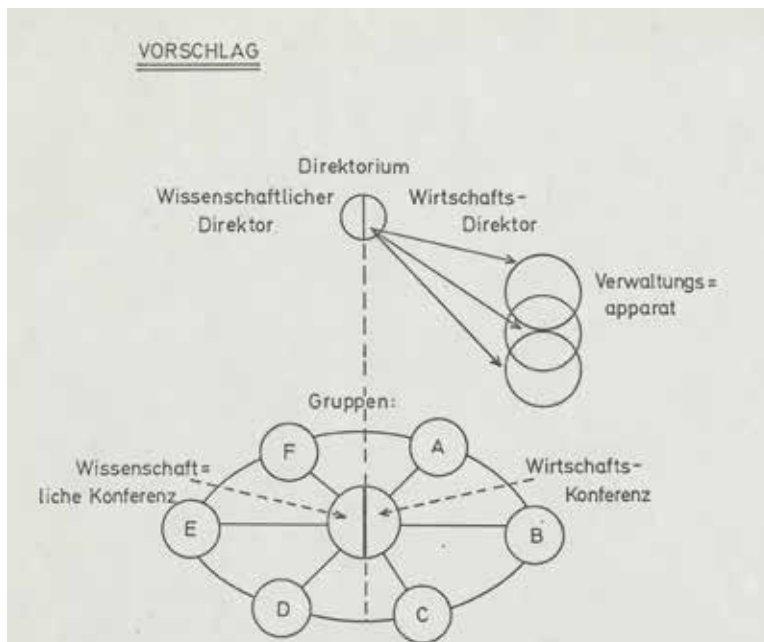 VORSCHLAG
Direktorium
Wissenschaftlicher
Direktor
Wirtschafts-
Direktor
Verwaltungs=
apparat
Gruppen:
F
A
Wissenschaft=
liche Konferenz
Wirtschafts-
Konferenz
E
B
D
C